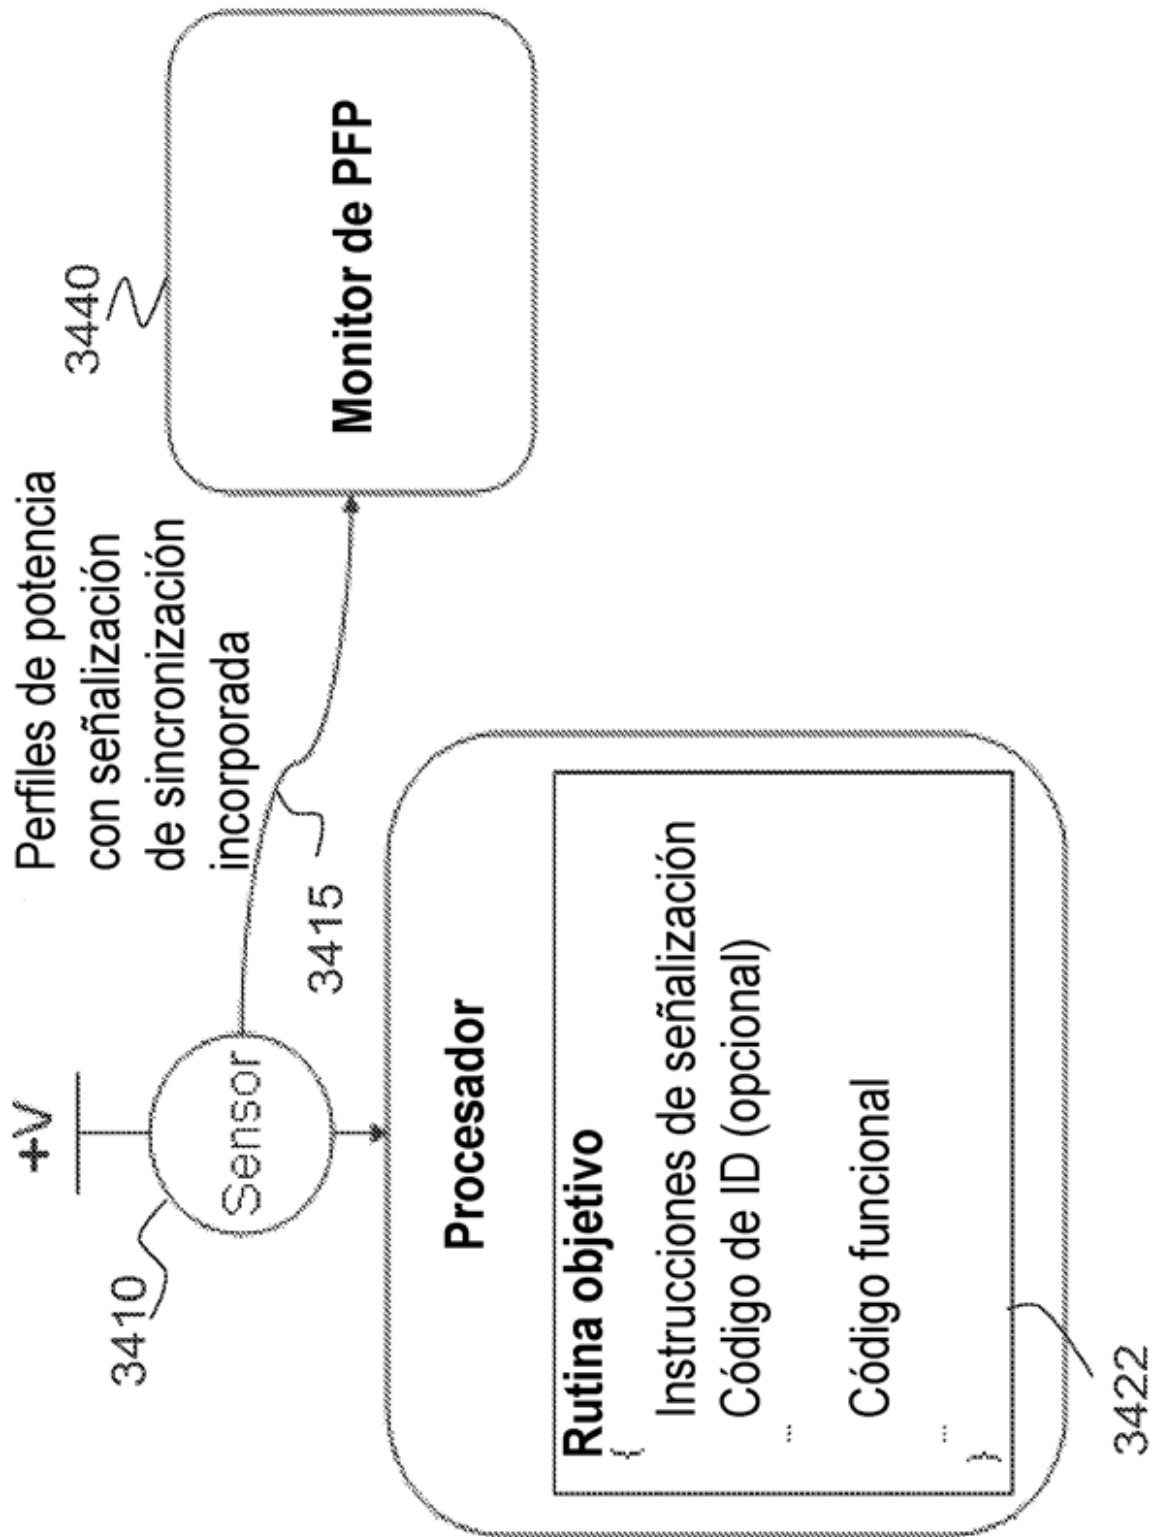 +V
3410
Sensor
Perfiles de potencia
con señalización
de sincronización
incorporada
3415
3440
Monitor de PFP
Procesador
Rutina objetivo
{
Instrucciones de señalización
Código de ID (opcional)
...
Código funcional
...
}
3422